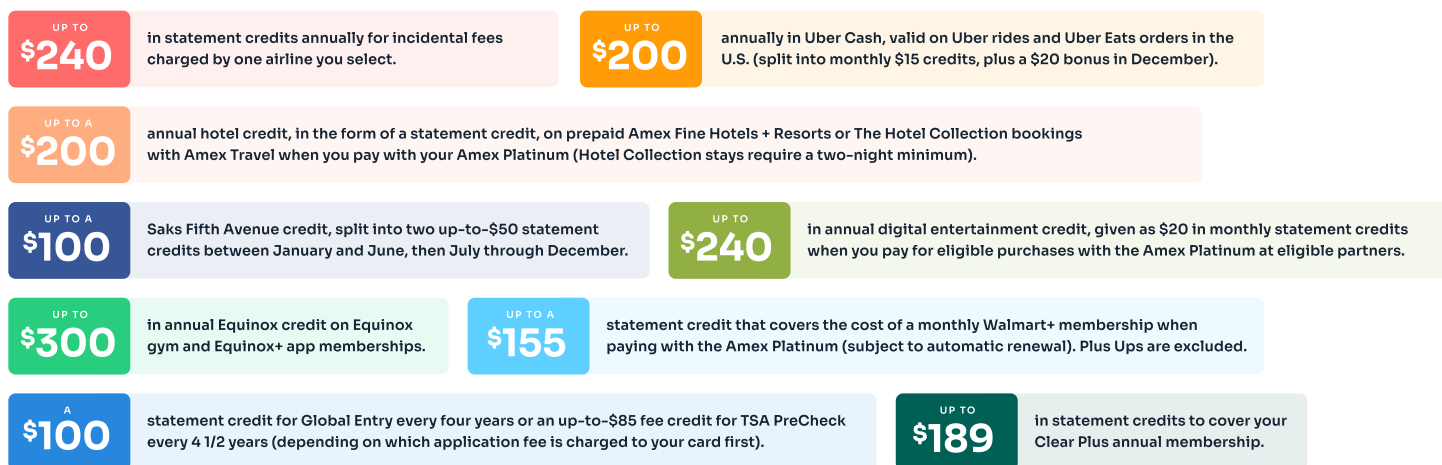 UP TO
$240
in statement credits annually for incidental fees
charged by one airline you select.
UP TO
$200
annually in Uber Cash, valid on Uber rides and Uber Eats orders in the
U.S. (split into monthly $15 credits, plus a $20 bonus in December).
UP TO A
$200
annual hotel credit, in the form of a statement credit, on prepaid Amex Fine Hotels + Resorts or The Hotel Collection bookings
with Amex Travel when you pay with your Amex Platinum (Hotel Collection stays require a two-night minimum).
UP TO A
$100
Saks Fifth Avenue credit, split into two up-to-$50 statement
credits between January and June, then July through December.
UP TO
$240
in annual digital entertainment credit, given as $20 in monthly statement credits
when you pay for eligible purchases with the Amex Platinum at eligible partners.
UP TO
$300
in annual Equinox credit on Equinox
gym and Equinox+ app memberships.
UP TO A
$155
statement credit that covers the cost of a monthly Walmart+ membership when
paying with the Amex Platinum (subject to automatic renewal). Plus Ups are excluded.
A
$100
statement credit for Global Entry every four years or an up-to-$85 fee credit for TSA PreCheck
every 4 1/2 years (depending on which application fee is charged to your card first).
UP TO
$189
in statement credits to cover your
Clear Plus annual membership.